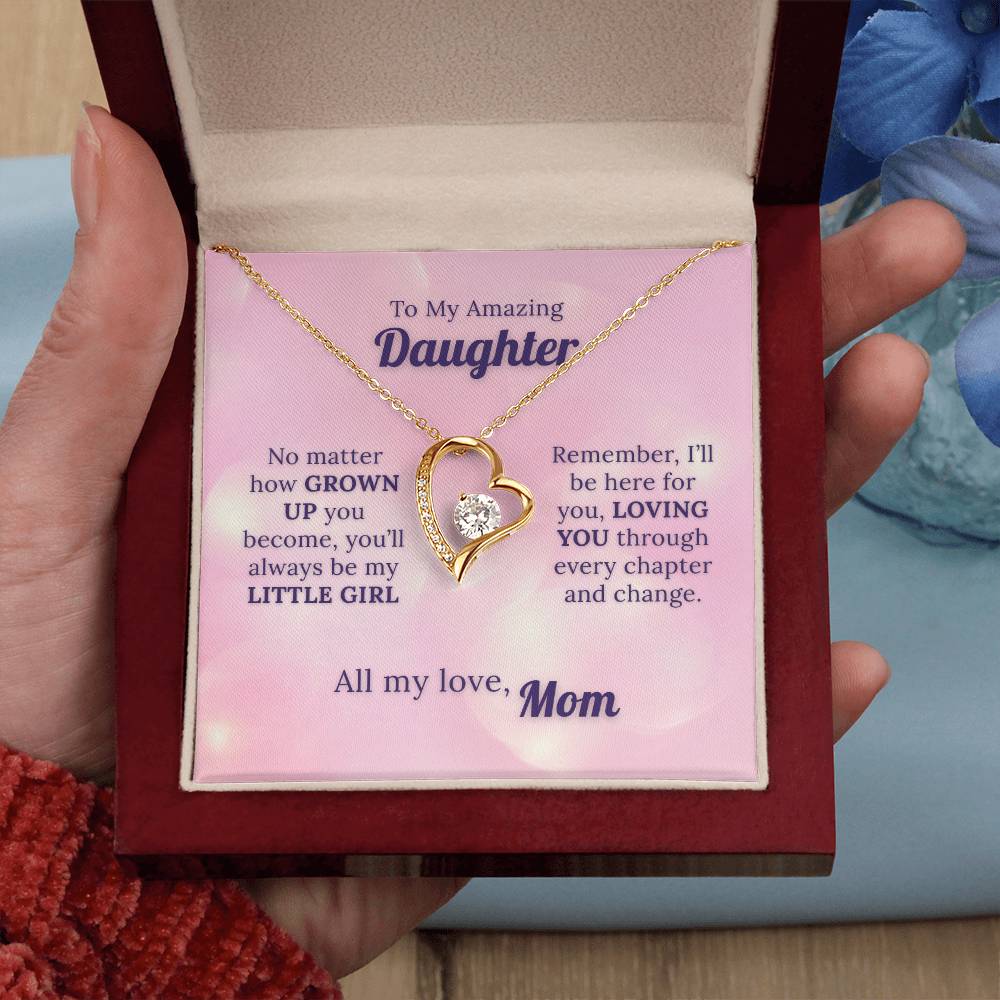 To My Amazing
Daughter
No matter
how GROWN
UP you
become, you’ll
always be my
LITTLE GIRL
Remember, I’ll
be here for
you, LOVING
YOU through
every chapter
and change.
All my love, Mom